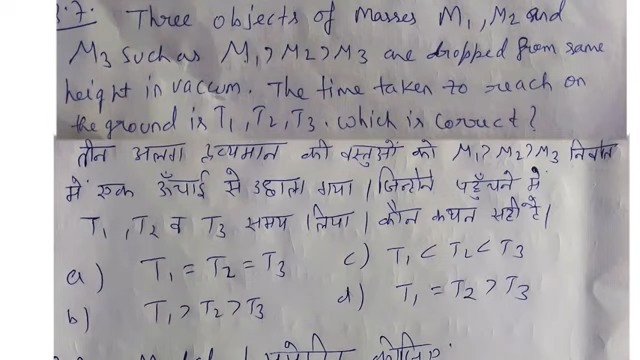 3.7. Three objects of Masses M1, M2 and
M3 Such as M1 > M2 > M3 are dropped from same
height in vaccum. The time taken to reach on
the ground is T1, T2, T3. which is correct?
तीन अलग द्रव्यमान की वस्तुओं को M1 > M2 > M3 निर्वात
में एक ऊँचाई से उछाला गया। जिन्होंने पहुँचने में
T1, T2 व T3 समय लिया। कौन कथन सही है।
a) T1 = T2 = T3 c) T1 < T2 < T3
b) T1 > T2 > T3 d) T1 = T2 > T3